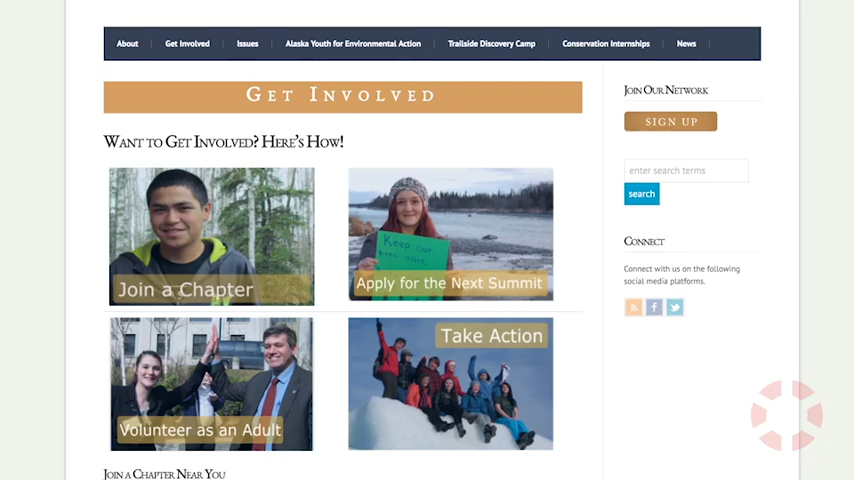 About
Get Involved
Issues
Alaska Youth for Environmental Action
Trailside Discovery Camp
Conservation Internships
News
Get Involved
Want to Get Involved? Here's How!
Join a Chapter
Keep our
Apply for the Next Summit
Volunteer as an Adult
Take Action
Join a Chapter Near You
Join Our Network
SIGN UP
enter search terms
search
Connect
Connect with us on the following
social media platforms.